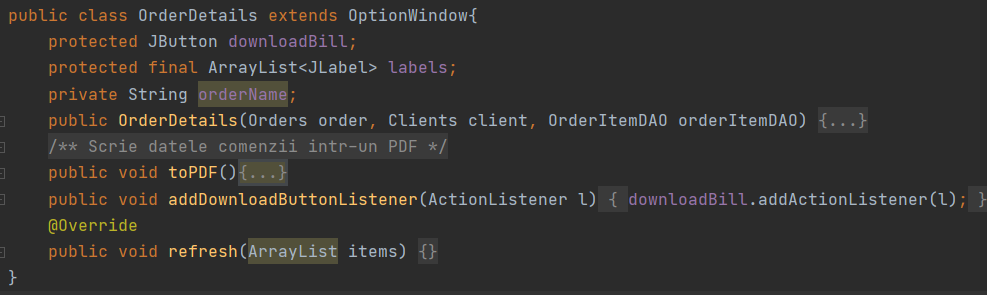 public class OrderDetails extends OptionWindow{
protected JButton downloadBill;
protected final ArrayList<JLabel> labels;
private String orderName;
public OrderDetails(Orders order, Clients client, OrderItemDAO orderItemDAO) {...}
/** Scrie datele comenzii intr-un PDF */
public void toPDF(){...}
public void addDownloadButtonListener(ActionListener l) { downloadBill.addActionListener(l); }
@Override
public void refresh(ArrayList items) {}
}